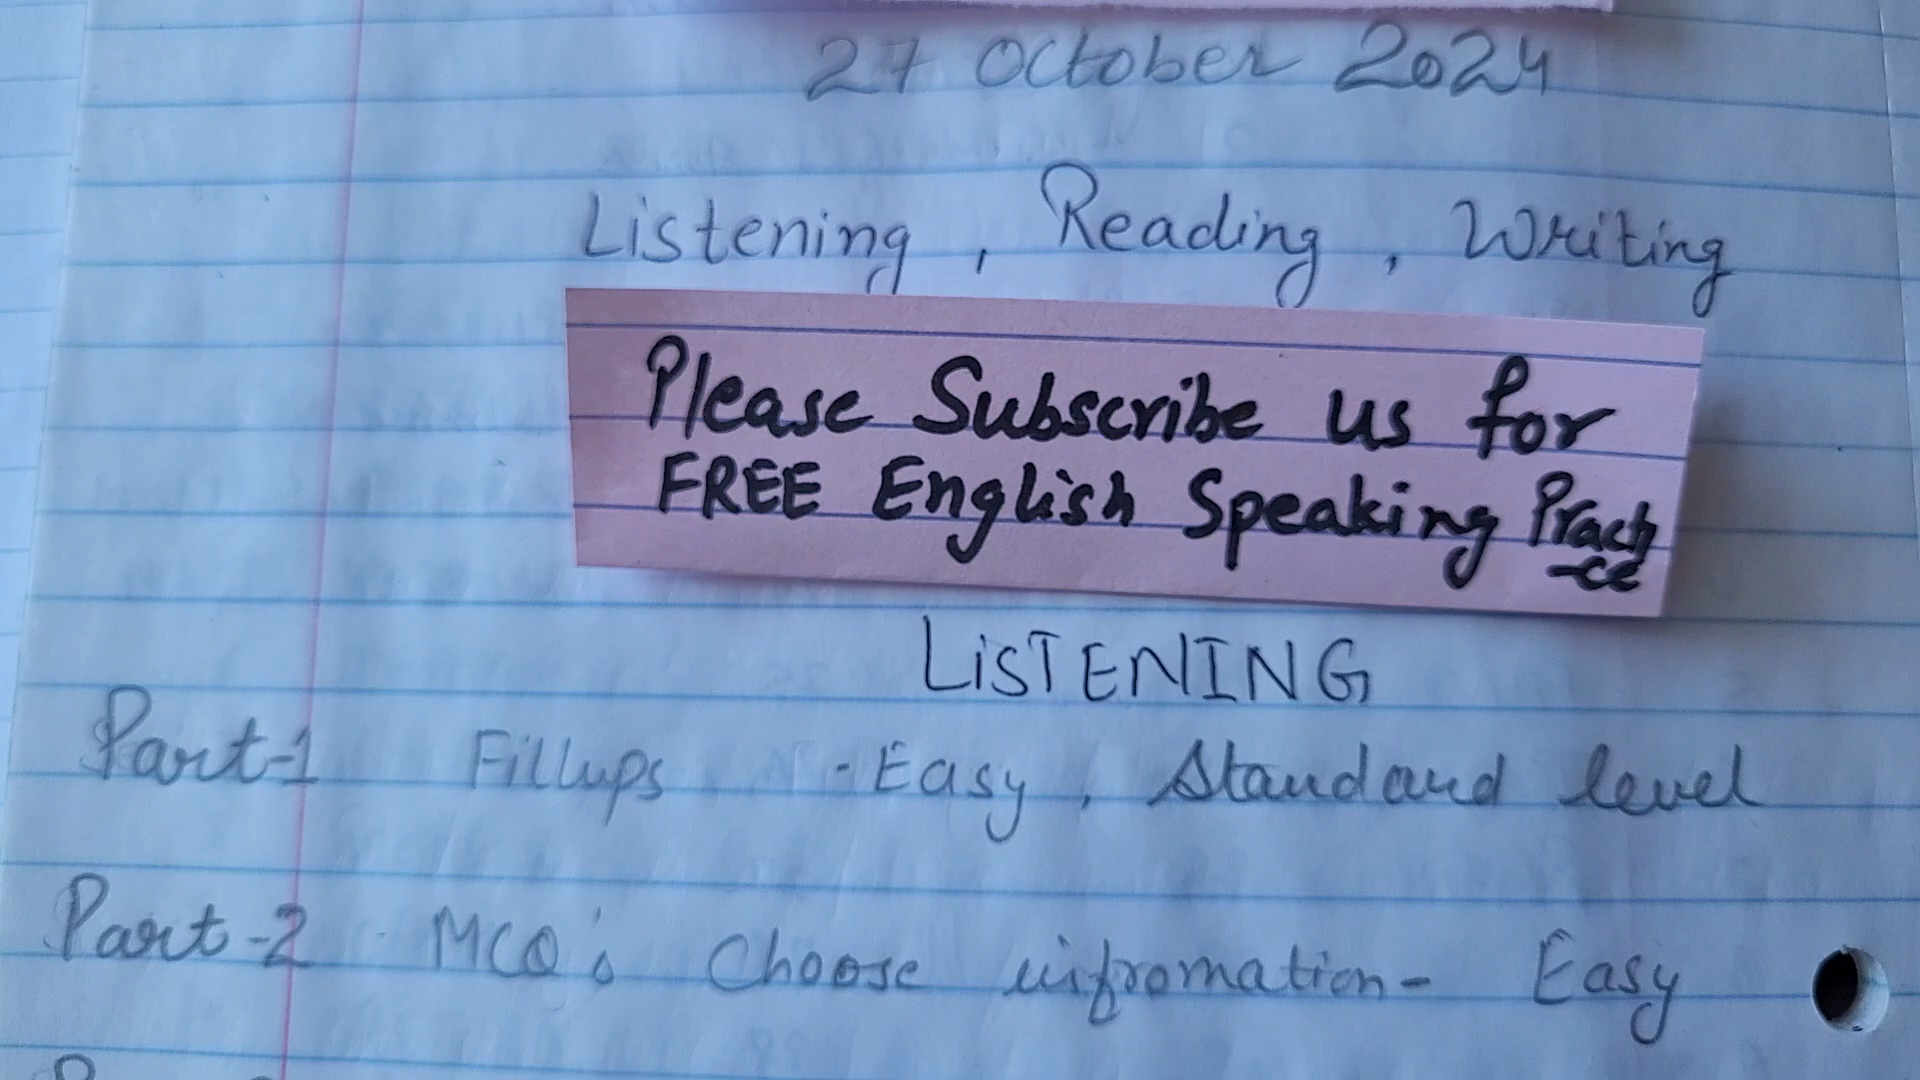 27 October 2024
Listening, Reading, Writing
Please Subscribe us for
FREE English Speaking Practi
-ce
LiSTENING
Part-1 Fillups - Easy, Standard level
Part-2 MCQ's Choose infromation- Easy